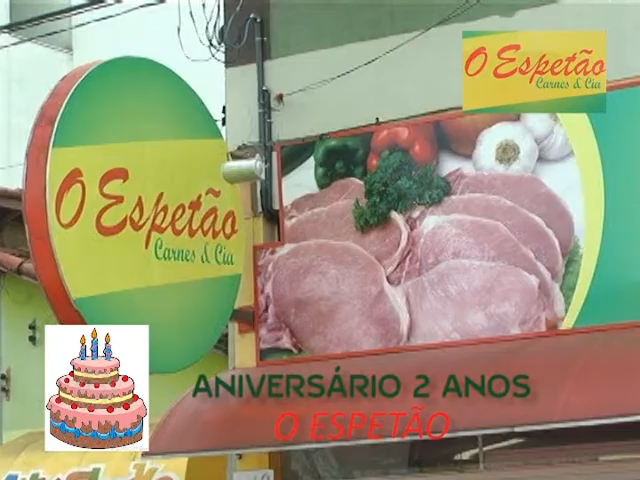 O Espetão
Carnes & Cia
O Espetão
Carnes & Cia
ANIVERSÁRIO 2 ANOS
O ESPETÃO